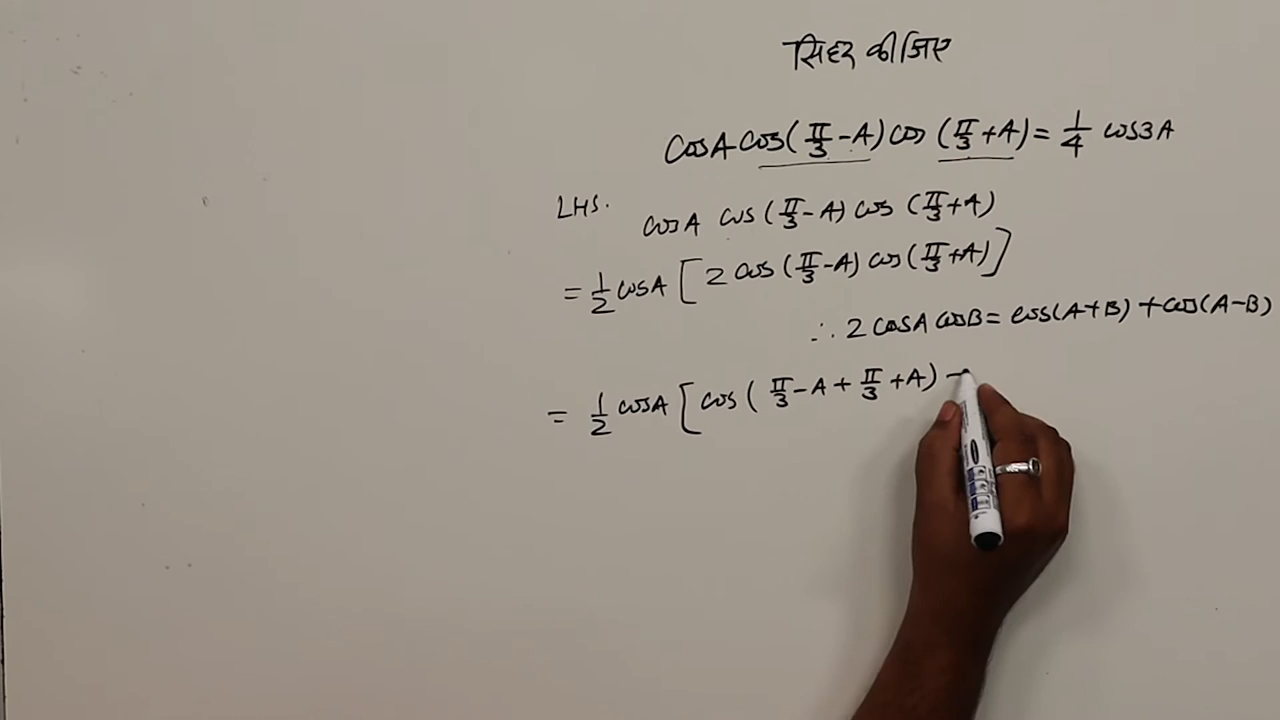 सिद्ध कीजिए
cosA cos(π/3 - A) cos (π/3 + A) = 1/4 cos3A
LHS. cosA cos (π/3 - A) cos (π/3 + A)
= 1/2 cosA [2 cos (π/3 - A) cos (π/3 + A)]
∴ 2 cosA cosB = cos(A+B) + cos(A-B)
= 1/2 cosA [cos (π/3 - A + π/3 + A) -